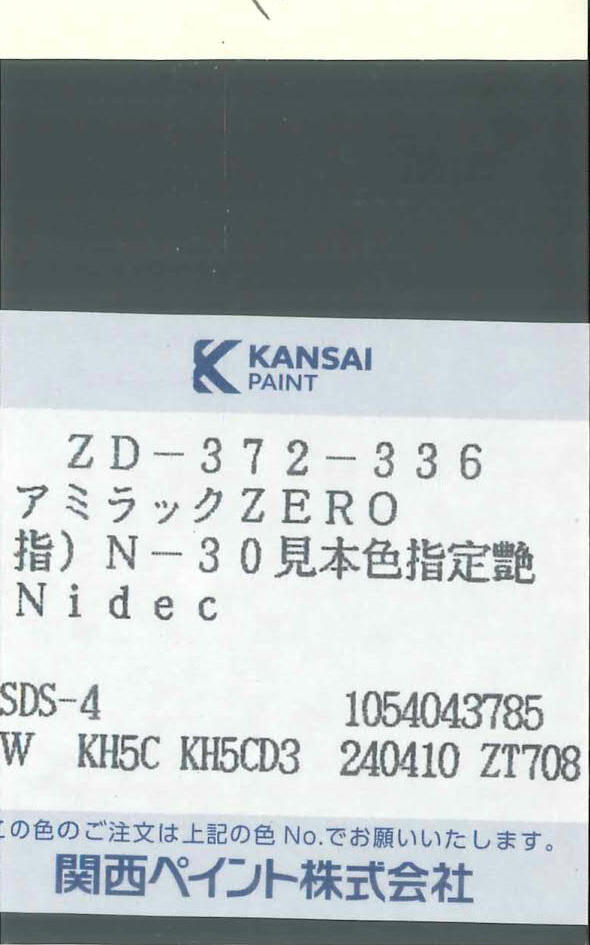 KANSAI
PAINT
ZD-372-336
アミラックZERO
指）N-30見本色指定艶
Nidec
SDS-4 1054043785
W KH5C KH5CD3 240410 ZT708
この色のご注文は上記の色 No.でお願いいたします。
関西ペイント株式会社